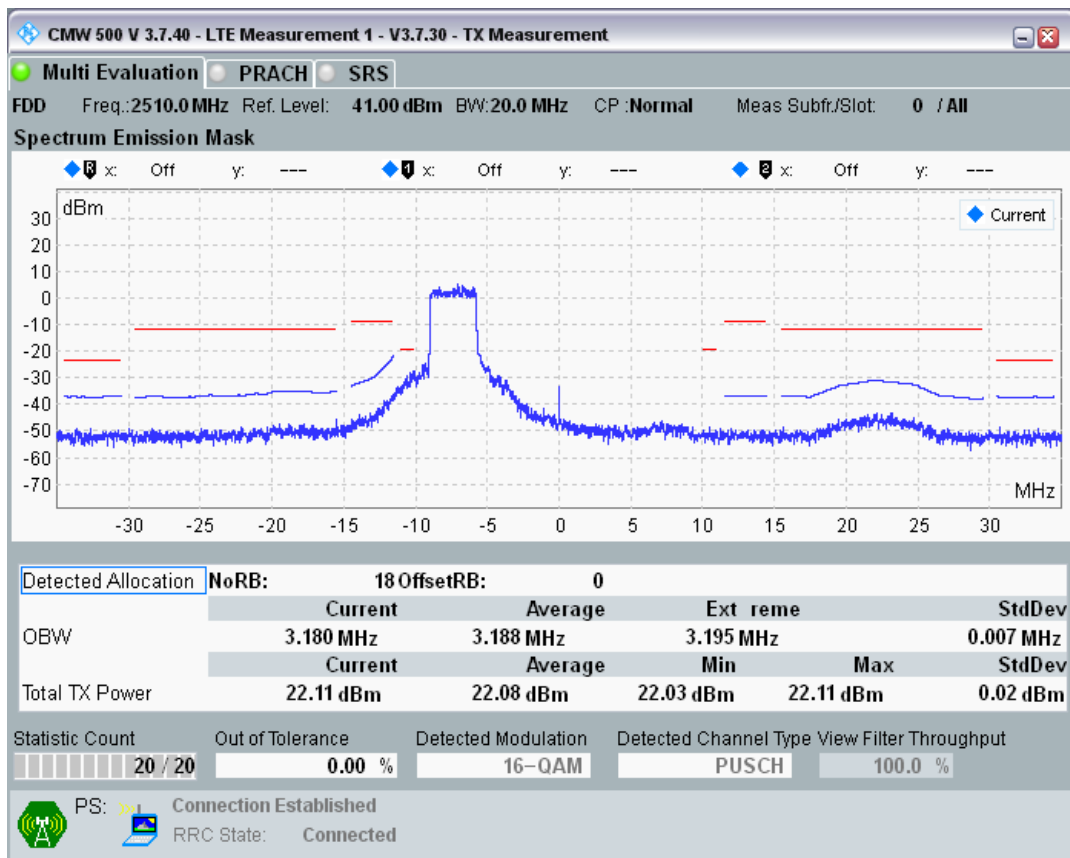 CMW 500 V 3.7.40 - LTE Measurement 1 - V3.7.30 - TX Measurement
Multi Evaluation PRACH SRS
FDD Freq.:2510.0 MHz Ref. Level: 41.00 dBm BW:20.0 MHz CP :Normal Meas Subfr./Slot: 0 / All
Spectrum Emission Mask
R x: Off y: --- 1 x: Off y: --- 2 x: Off y: ---
dBm
Current
30
20
10
0
-10
-20
-30
-40
-50
-60
-70
MHz
-30 -25 -20 -15 -10 -5 0 5 10 15 20 25 30
Detected Allocation NoRB: 18 OffsetRB: 0
Current Average Ext reme StdDev
OBW 3.180 MHz 3.188 MHz 3.195 MHz 0.007 MHz
Current Average Min Max StdDev
Total TX Power 22.11 dBm 22.08 dBm 22.03 dBm 22.11 dBm 0.02 dBm
Statistic Count Out of Tolerance Detected Modulation Detected Channel Type View Filter Throughput
20 / 20 0.00 % 16-QAM PUSCH 100.0 %
PS: Connection Established
RRC State: Connected